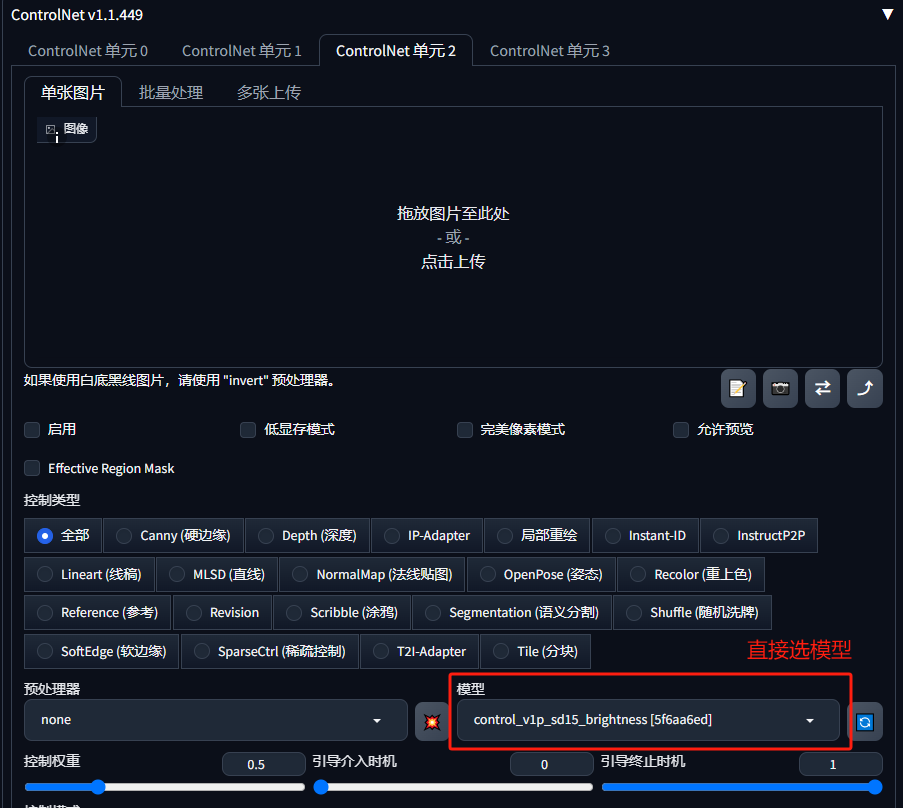 ControlNet v1.1.449 ▼
ControlNet 单元 0 ControlNet 单元 1 ControlNet 单元 2 ControlNet 单元 3
单张图片 批量处理 多张上传
图像
拖放图片至此处
- 或 -
点击上传
如果使用白底黑线图片，请使用 "invert" 预处理器。
启用 低显存模式 完美像素模式 允许预览
Effective Region Mask
控制类型
全部 Canny (硬边缘) Depth (深度) IP-Adapter 局部重绘 Instant-ID InstructP2P
Lineart (线稿) MLSD (直线) NormalMap (法线贴图) OpenPose (姿态) Recolor (重上色)
Reference (参考) Revision Scribble (涂鸦) Segmentation (语义分割) Shuffle (随机洗牌)
SoftEdge (软边缘) SparseCtrl (稀疏控制) T2I-Adapter Tile (分块)
直接选模型
预处理器 模型
none control_v1p_sd15_brightness [5f6aa6ed]
控制权重 0.5 引导介入时机 0 引导终止时机 1